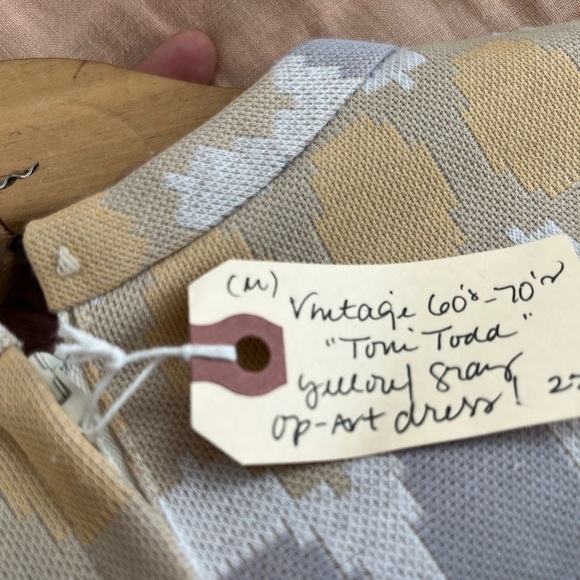 (M)
Vintage 60's-70's
"Toni Todd"
yellow/gray
op-Art dress!